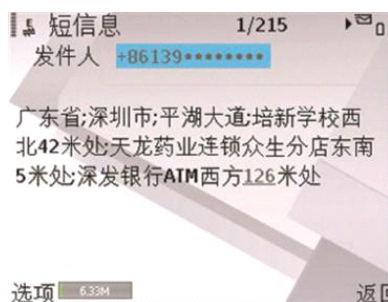 短信息 1/215
发件人 +86139********
广东省;深圳市;平湖大道;培新学校西
北42米处;天龙药业连锁众生分店东南
5米处;深发银行ATM西方126米处
选项 6.33M 返回